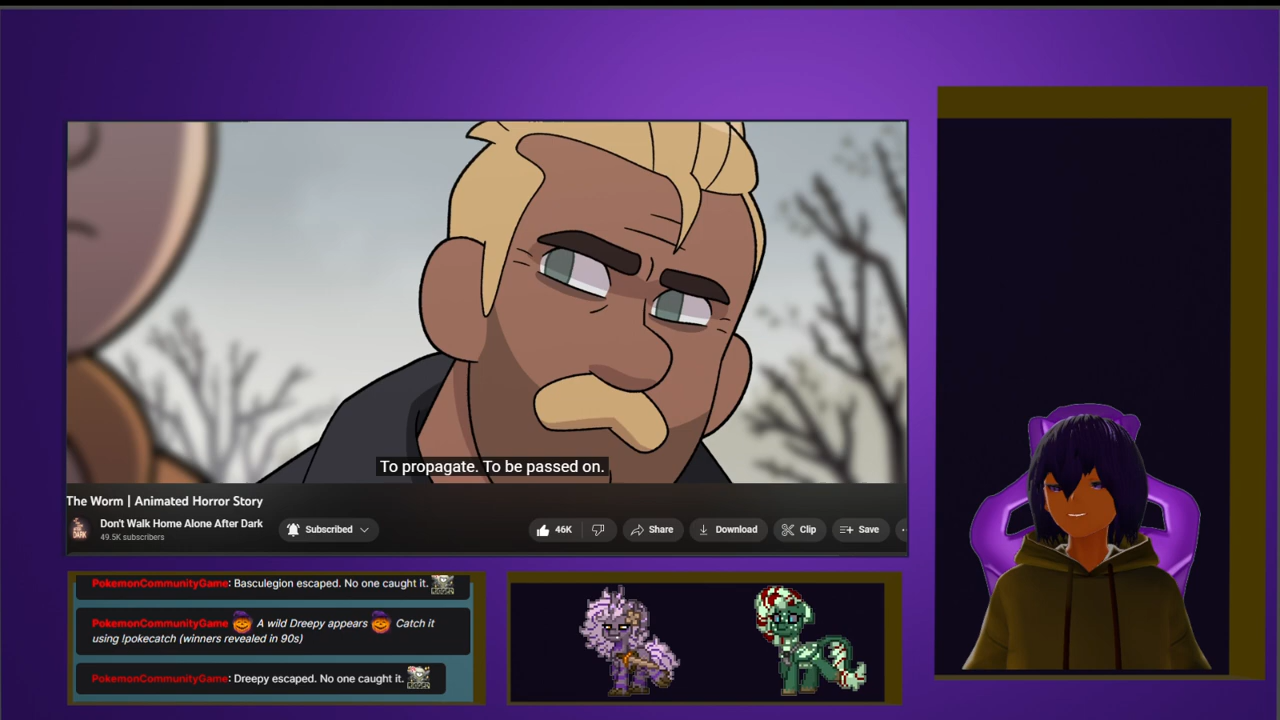 To propagate. To be passed on.
The Worm | Animated Horror Story
Don't Walk Home Alone After Dark
49.5K subscribers
Subscribed
46K
Share
Download
Clip
Save
PokemonCommunityGame: Basculegion escaped. No one caught it.
PokemonCommunityGame A wild Dreepy appears Catch it
using !pokecatch (winners revealed in 90s)
PokemonCommunityGame: Dreepy escaped. No one caught it.